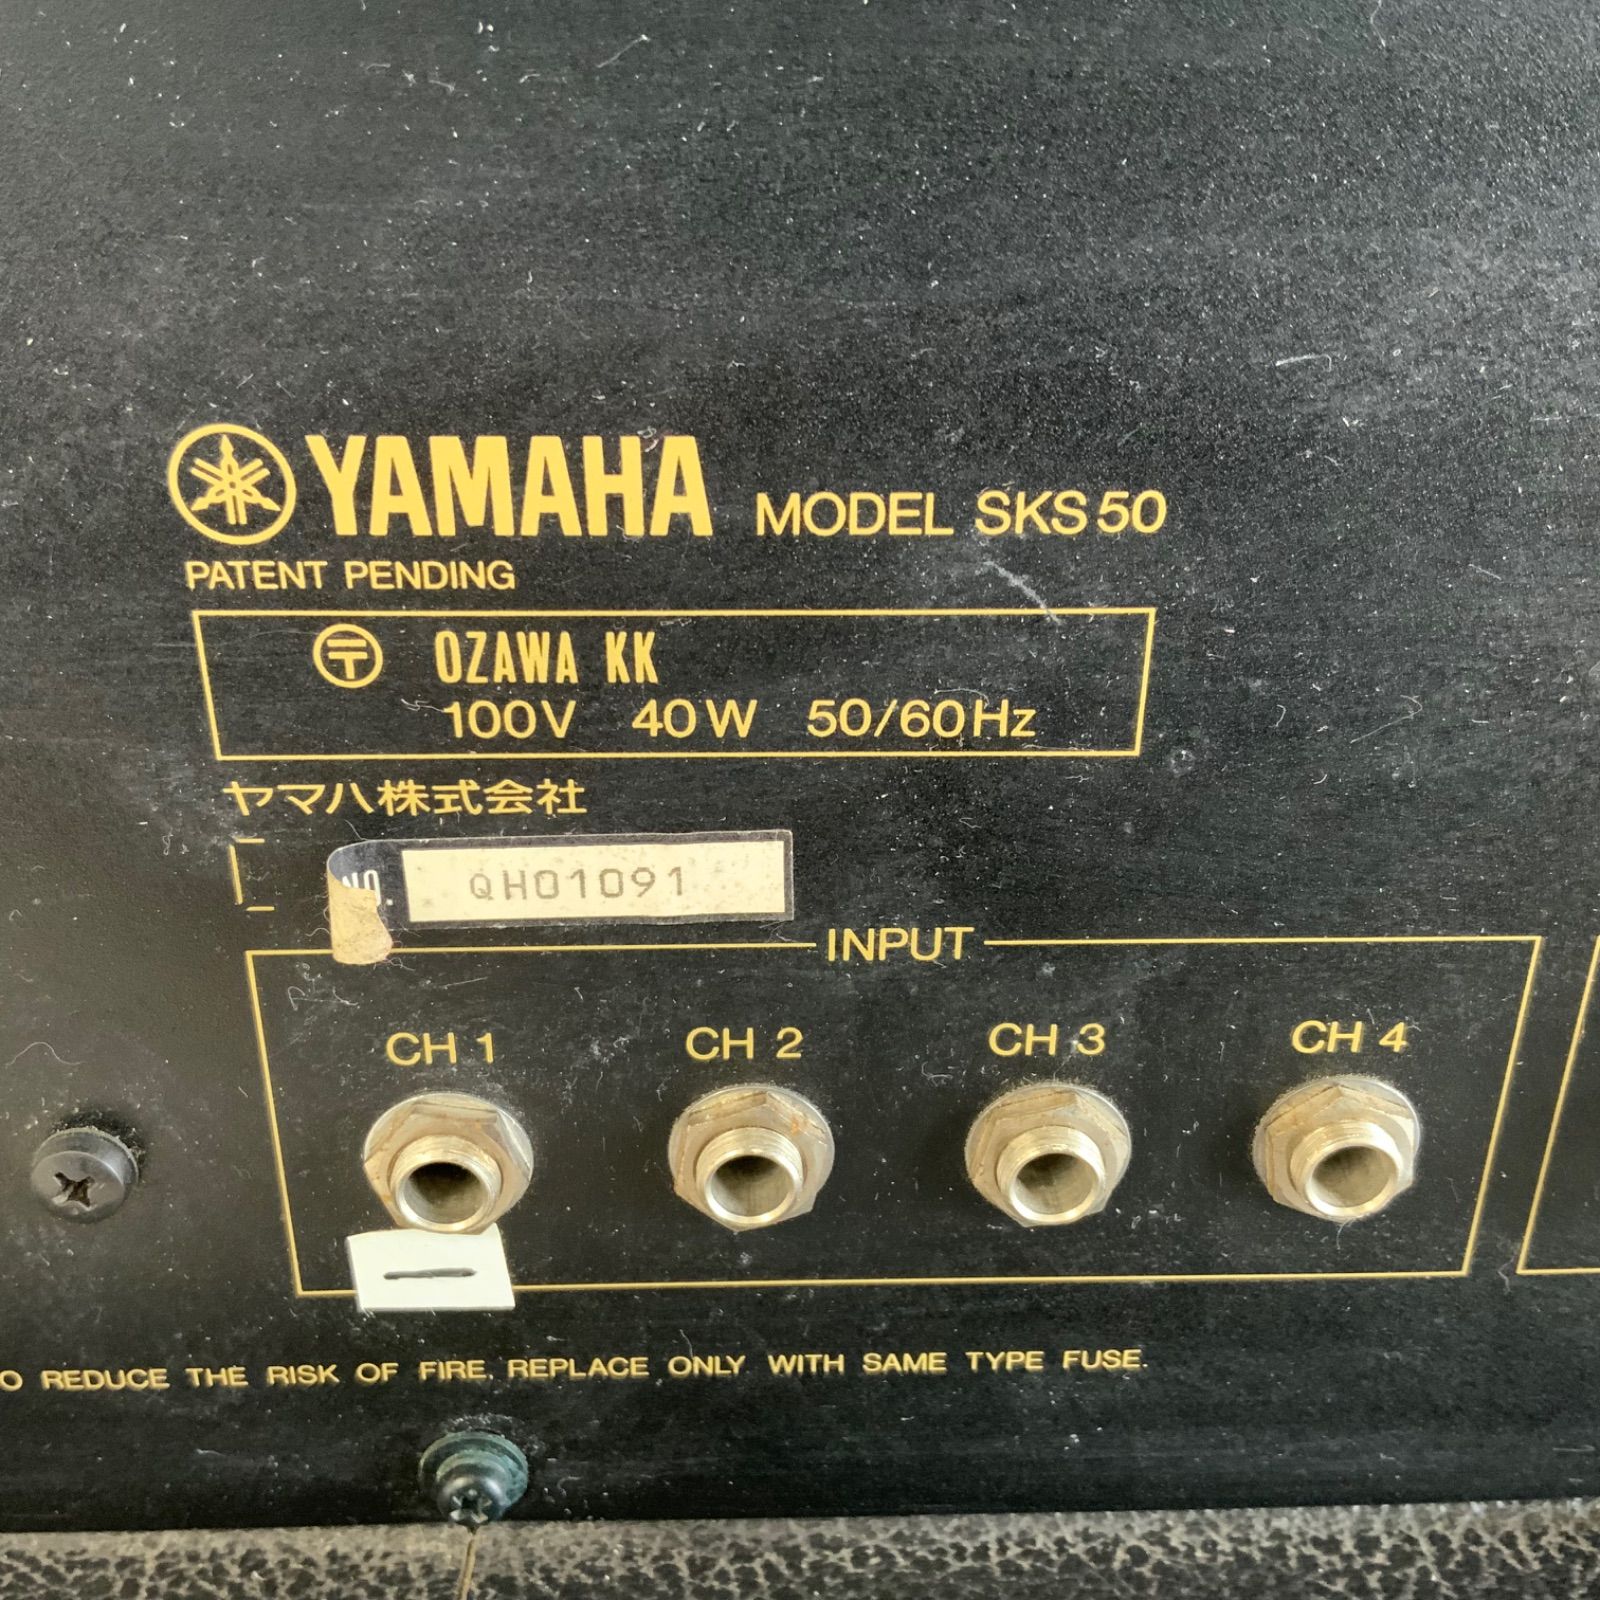 YAMAHA MODEL SKS50
PATENT PENDING
〒 OZAWA KK
100V 40W 50/60Hz
ヤマハ株式会社
NO. QH01091
INPUT
CH 1 CH 2 CH 3 CH 4
O REDUCE THE RISK OF FIRE, REPLACE ONLY WITH SAME TYPE FUSE.